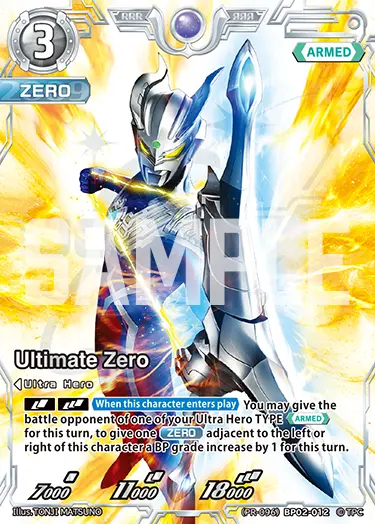 RRR RRR
3
ARMED
ZERO
SAMPLE
Ultimate Zero
Ultra Hero
When this character enters play You may give the
battle opponent of one of your Ultra Hero TYPE ARMED
for this turn, to give one ZERO adjacent to the left or
right of this character a BP grade increase by 1 for this turn.
7000 11000 18000
Illus. TONJI MATSUNO (PR-096) BP02-012 © TPC